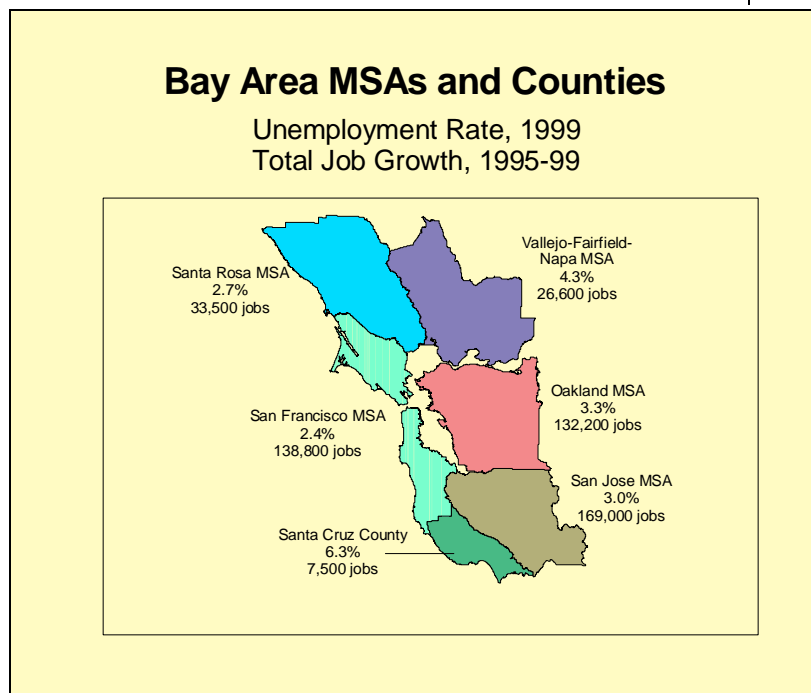 Bay Area MSAs and Counties
Unemployment Rate, 1999
Total Job Growth, 1995-99
Vallejo-Fairfield-
Napa MSA
4.3%
26,600 jobs
Santa Rosa MSA
2.7%
33,500 jobs
Oakland MSA
3.3%
132,200 jobs
San Francisco MSA
2.4%
138,800 jobs
San Jose MSA
3.0%
169,000 jobs
Santa Cruz County
6.3%
7,500 jobs